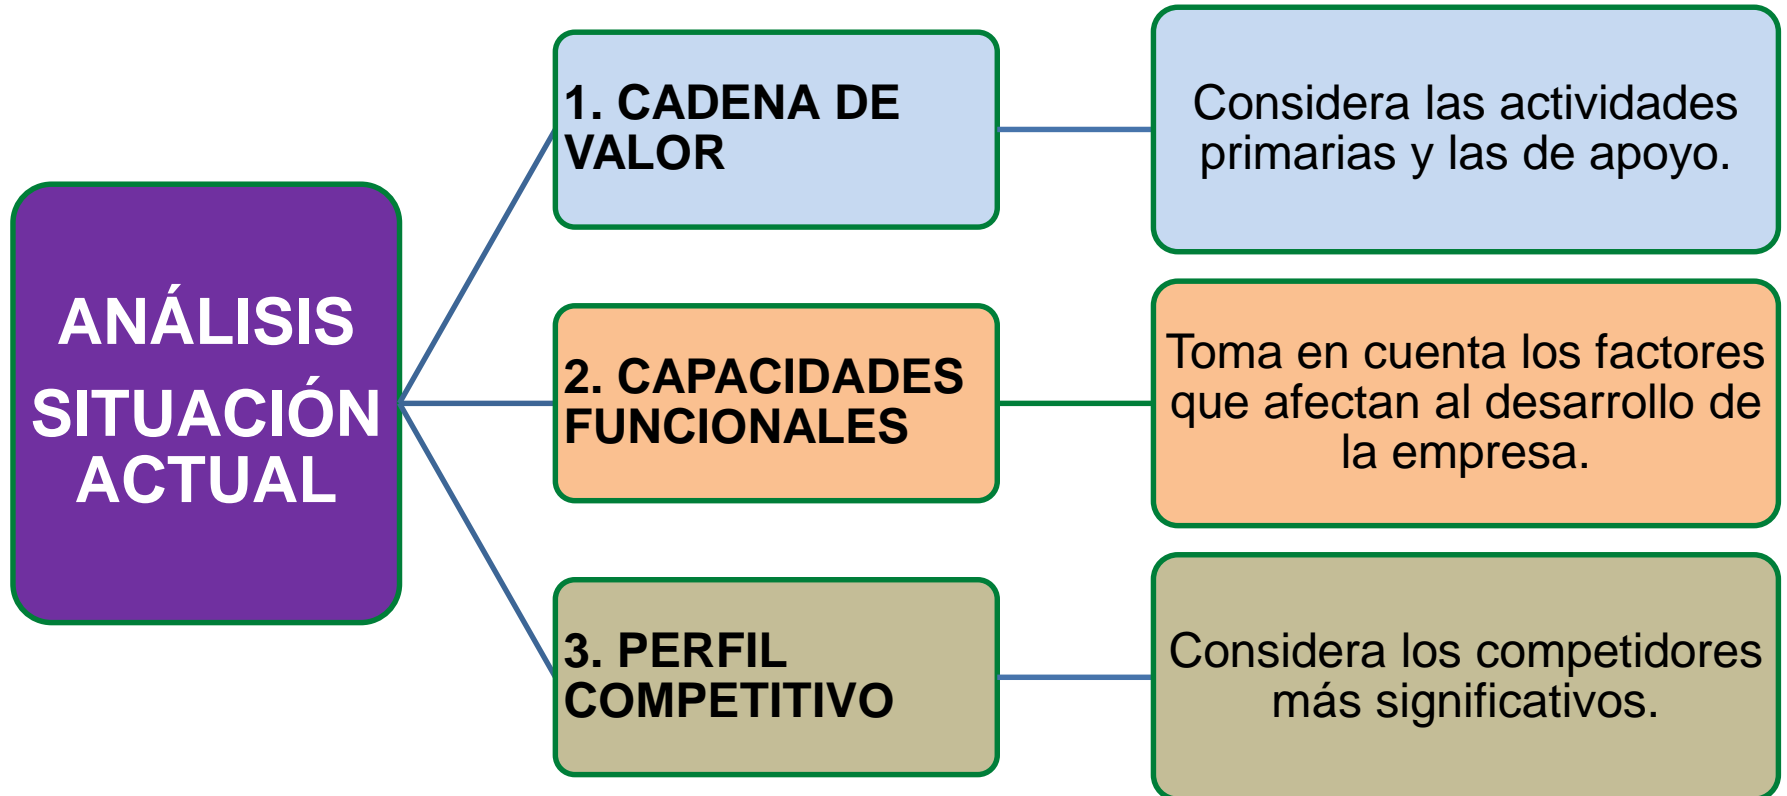 ANÁLISIS
SITUACIÓN
ACTUAL
1. CADENA DE
VALOR
Considera las actividades
primarias y las de apoyo.
2. CAPACIDADES
FUNCIONALES
Toma en cuenta los factores
que afectan al desarrollo de
la empresa.
3. PERFIL
COMPETITIVO
Considera los competidores
más significativos.